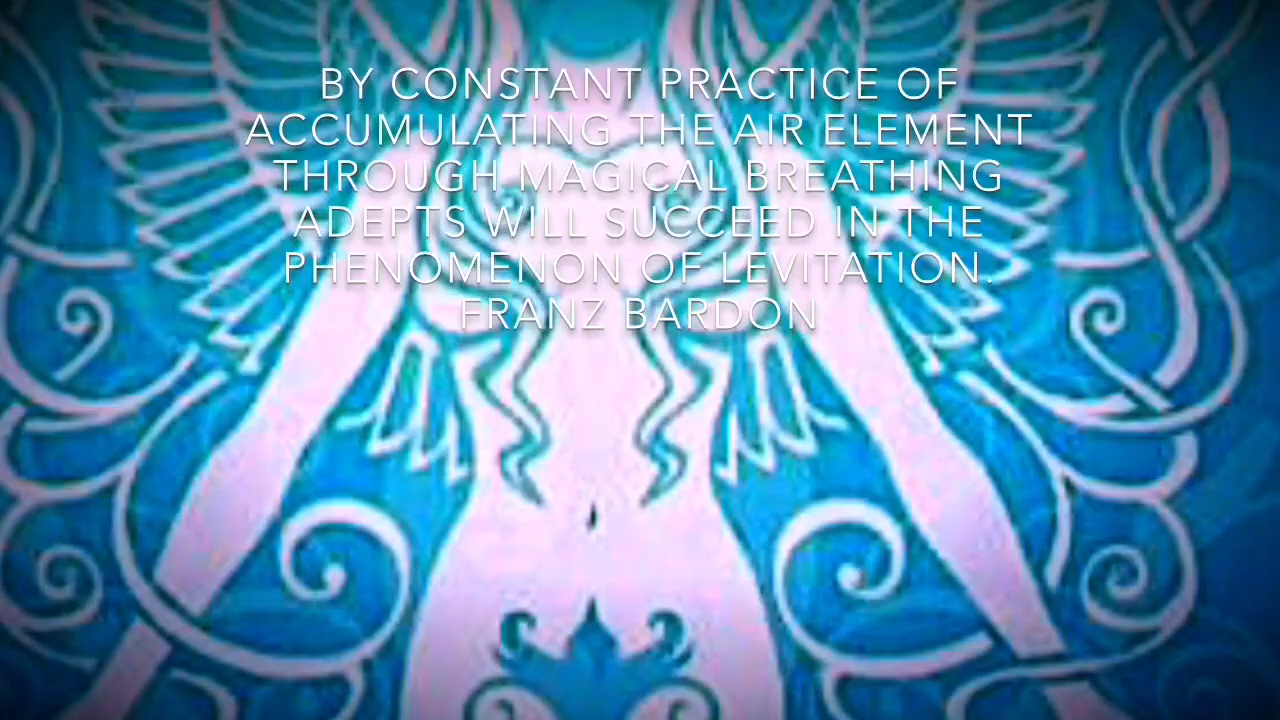 BY CONSTANT PRACTICE OF
ACCUMULATING THE AIR ELEMENT
THROUGH MAGICAL BREATHING
ADEPTS WILL SUCCEED IN THE
PHENOMENON OF LEVITATION.
FRANZ BARDON